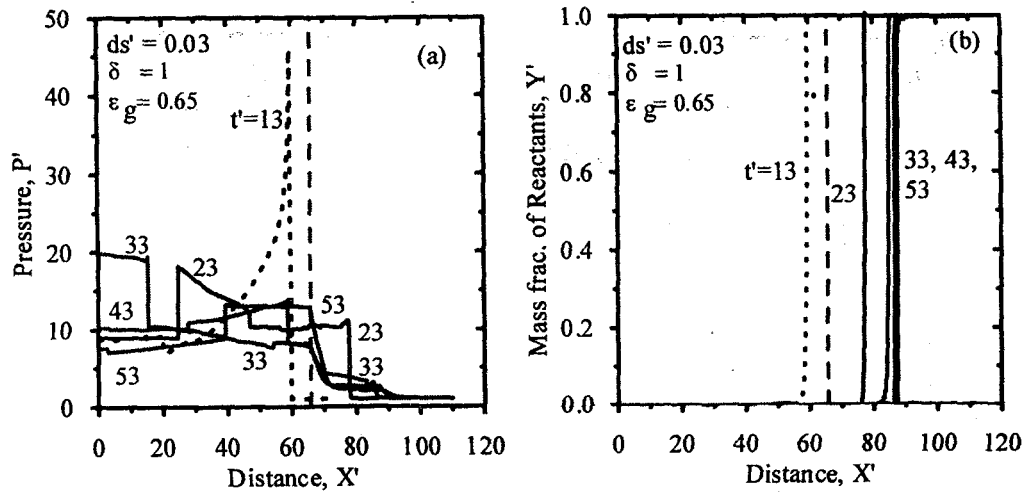 50
40
30
20
10
0
Pressure, P'
ds' = 0.03
δ = 1
ε g= 0.65
(a)
t'=13
33
23
43
53
53
23
33
33
0 20 40 60 80 100 120
Distance, X'
1.0
0.8
0.6
0.4
0.2
0.0
Mass frac. of Reactants, Y'
ds' = 0.03
δ = 1
ε g= 0.65
(b)
t'=13
23
33, 43,
53
0 20 40 60 80 100 120
Distance, X'